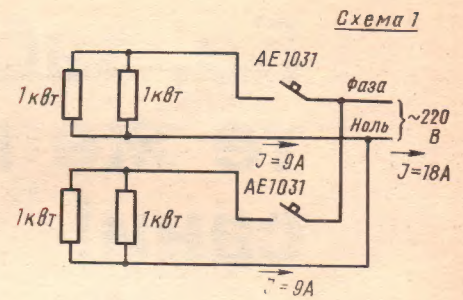 Схема 1
АЕ1031
Фаза
1квт
1квт
Ноль
~220
В
J=9А
J=18А
АЕ1031
1квт
1квт
J=9А